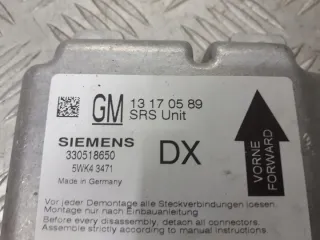 GM 13 17 05 89
SRS Unit
SIEMENS
330518650
5WK4 3471
Made in Germany
DX
VORNE
FORWARD
Vor jeder Demontage alle Steckverbindungen lösen.
Montage nur nach Einbauanleitung
Before every disassembly, detach all connectors.
Assemble strictly according to manual instructions